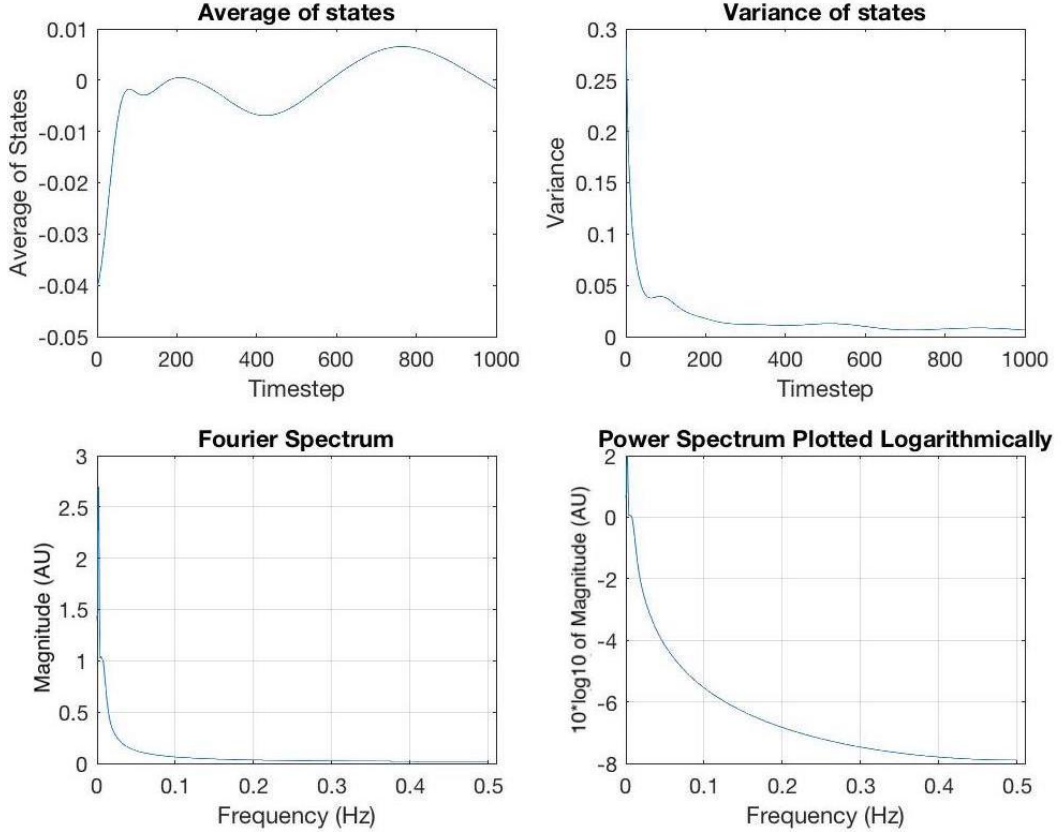 Average of states
Average of States
0.01
0
-0.01
-0.02
-0.03
-0.04
-0.05
0 200 400 600 800 1000
Timestep
Variance of states
Variance
0.3
0.25
0.2
0.15
0.1
0.05
0
0 200 400 600 800 1000
Timestep
Fourier Spectrum
Magnitude (AU)
3
2.5
2
1.5
1
0.5
0
0 0.1 0.2 0.3 0.4 0.5
Frequency (Hz)
Power Spectrum Plotted Logarithmically
10*log10 of Magnitude (AU)
2
0
-2
-4
-6
-8
0 0.1 0.2 0.3 0.4 0.5
Frequency (Hz)